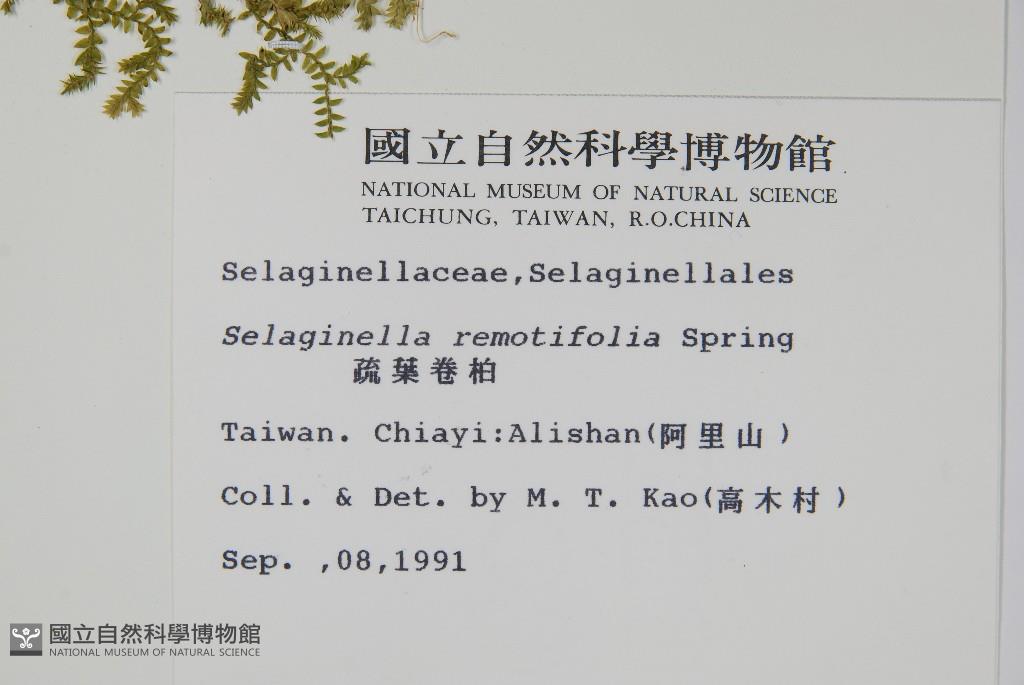 國立自然科學博物館
NATIONAL MUSEUM OF NATURAL SCIENCE
TAICHUNG, TAIWAN, R.O.CHINA
Selaginellaceae,Selaginellales
Selaginella remotifolia Spring
疏葉卷柏
Taiwan. Chiayi:Alishan(阿里山)
Coll. & Det. by M. T. Kao(高木村)
Sep. ,08,1991
國立自然科學博物館
NATIONAL MUSEUM OF NATURAL SCIENCE